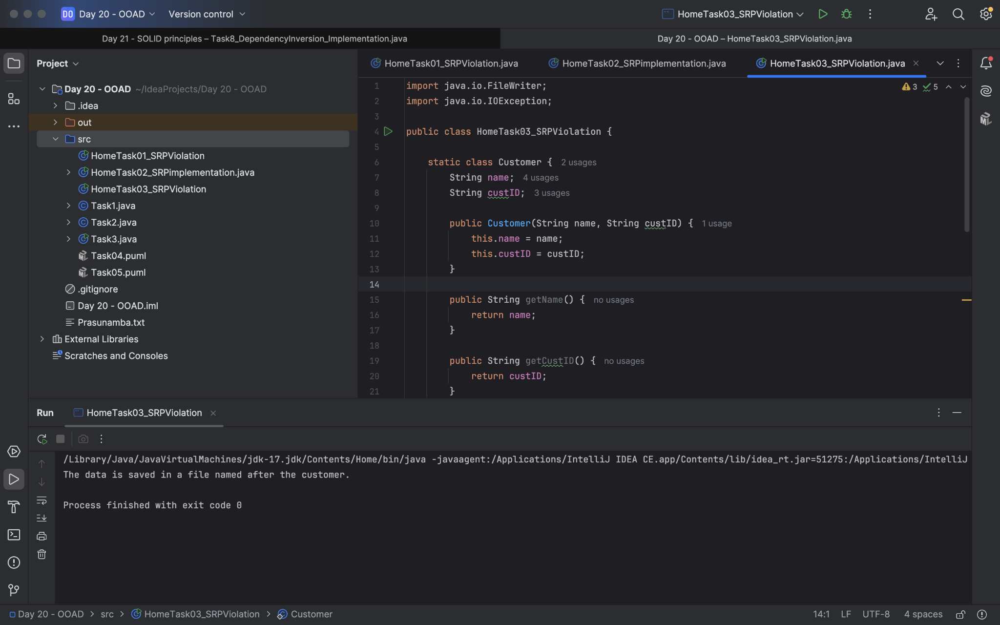 DO Day 20 - OOAD Version control HomeTask03_SRPViolation
Day 21 - SOLID principles – Task8_DependencyInversion_Implementation.java Day 20 - OOAD – HomeTask03_SRPViolation.java
Project
Day 20 - OOAD ~/IdeaProjects/Day 20 - OOAD
.idea
out
src
HomeTask01_SRPViolation
HomeTask02_SRPimplementation.java
HomeTask03_SRPViolation
Task1.java
Task2.java
Task3.java
Task04.puml
Task05.puml
.gitignore
Day 20 - OOAD.iml
Prasunamba.txt
External Libraries
Scratches and Consoles
HomeTask01_SRPViolation.java HomeTask02_SRPimplementation.java HomeTask03_SRPViolation.java
3 5
1 import java.io.FileWriter;
2 import java.io.IOException;
3
4 public class HomeTask03_SRPViolation {
5
6 static class Customer { 2 usages
7 String name; 4 usages
8 String custID; 3 usages
9
10 public Customer(String name, String custID) { 1 usage
11 this.name = name;
12 this.custID = custID;
13 }
14
15 public String getName() { no usages
16 return name;
17 }
18
19 public String getCustID() { no usages
20 return custID;
21 }
Run HomeTask03_SRPViolation
/Library/Java/JavaVirtualMachines/jdk-17.jdk/Contents/Home/bin/java -javaagent:/Applications/IntelliJ IDEA CE.app/Contents/lib/idea_rt.jar=51275:/Applications/IntelliJ
The data is saved in a file named after the customer.
Process finished with exit code 0
Day 20 - OOAD > src > HomeTask03_SRPViolation > Customer 14:1 LF UTF-8 4 spaces